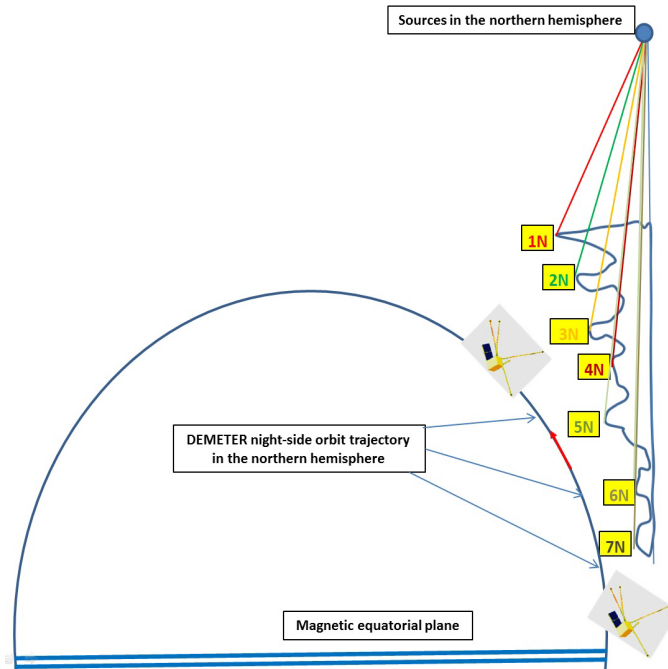 Sources in the northern hemisphere
1N
2N
3N
4N
5N
6N
7N
DEMETER night-side orbit trajectory
in the northern hemisphere
Magnetic equatorial plane